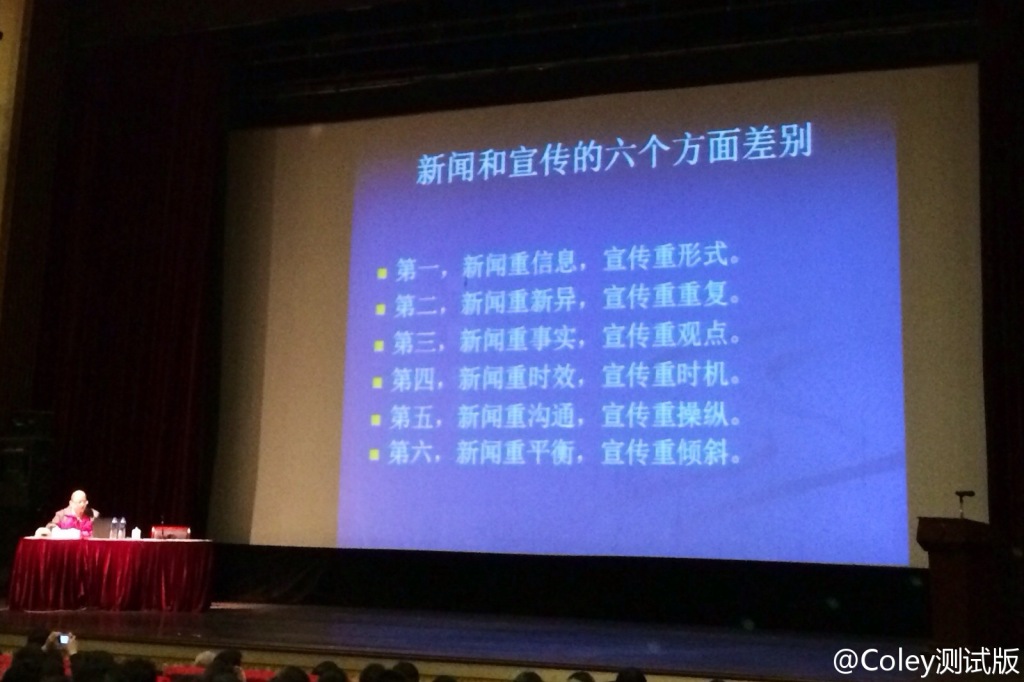 新闻和宣传的六个方面差别
第一，新闻重信息，宣传重形式。
第二，新闻重新异，宣传重重复。
第三，新闻重事实，宣传重观点。
第四，新闻重时效，宣传重时机。
第五，新闻重沟通，宣传重操纵。
第六，新闻重平衡，宣传重倾斜。
@Coley测试版